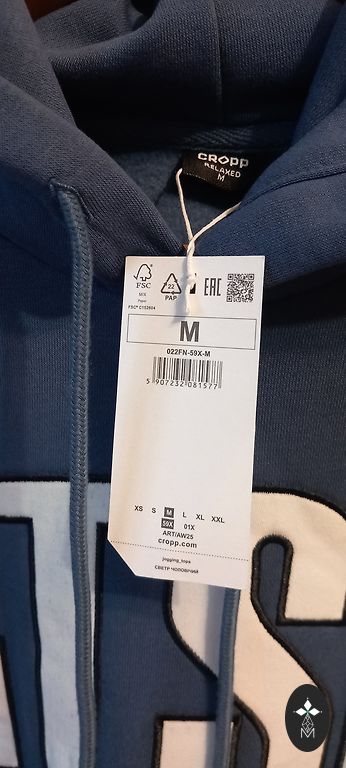 CROPP
RELAXED
M
FSC
MIX
Paper
FSC® C152604
22
PAP
EAC
M
022FN-59X-M
5 907232 081577
XS S M L XL XXL
59X 01X
ART/AW25
cropp.com
jogging_tops
СВЕТР ЧОЛОВІЧИЙ
TS
M